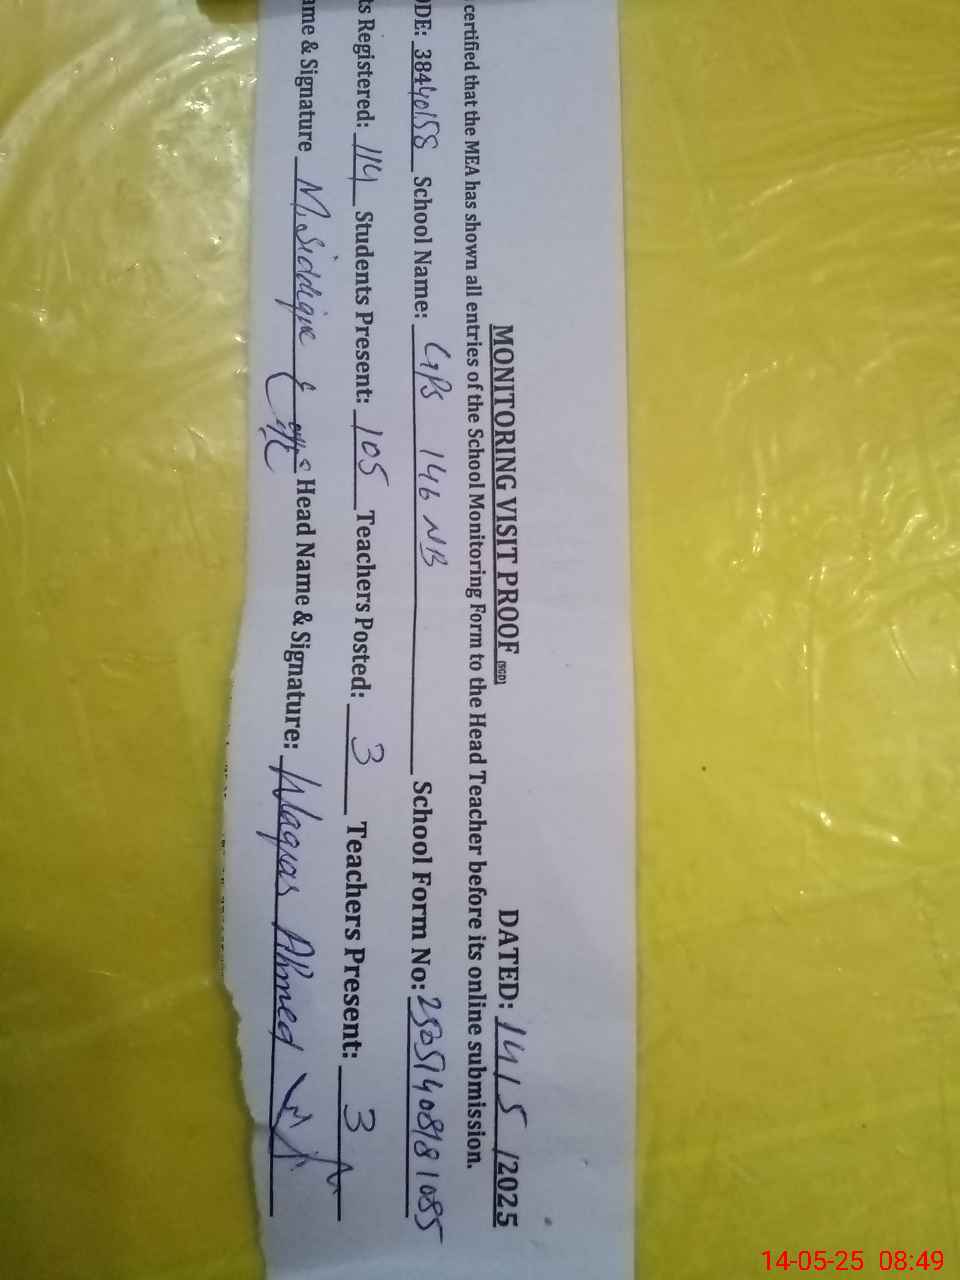 MONITORING VISIT PROOF (SGD) DATED: 14/5/2025
certified that the MEA has shown all entries of the School Monitoring Form to the Head Teacher before its online submission.
ODE: 38440158 School Name: GPS 146 NB School Form No: 25051408181085
ts Registered: 114 Students Present: 105 Teachers Posted: 3 Teachers Present: 3
ame & Signature M. Siddique Head Name & Signature: Waqas Ahmed
14-05-25 08:49